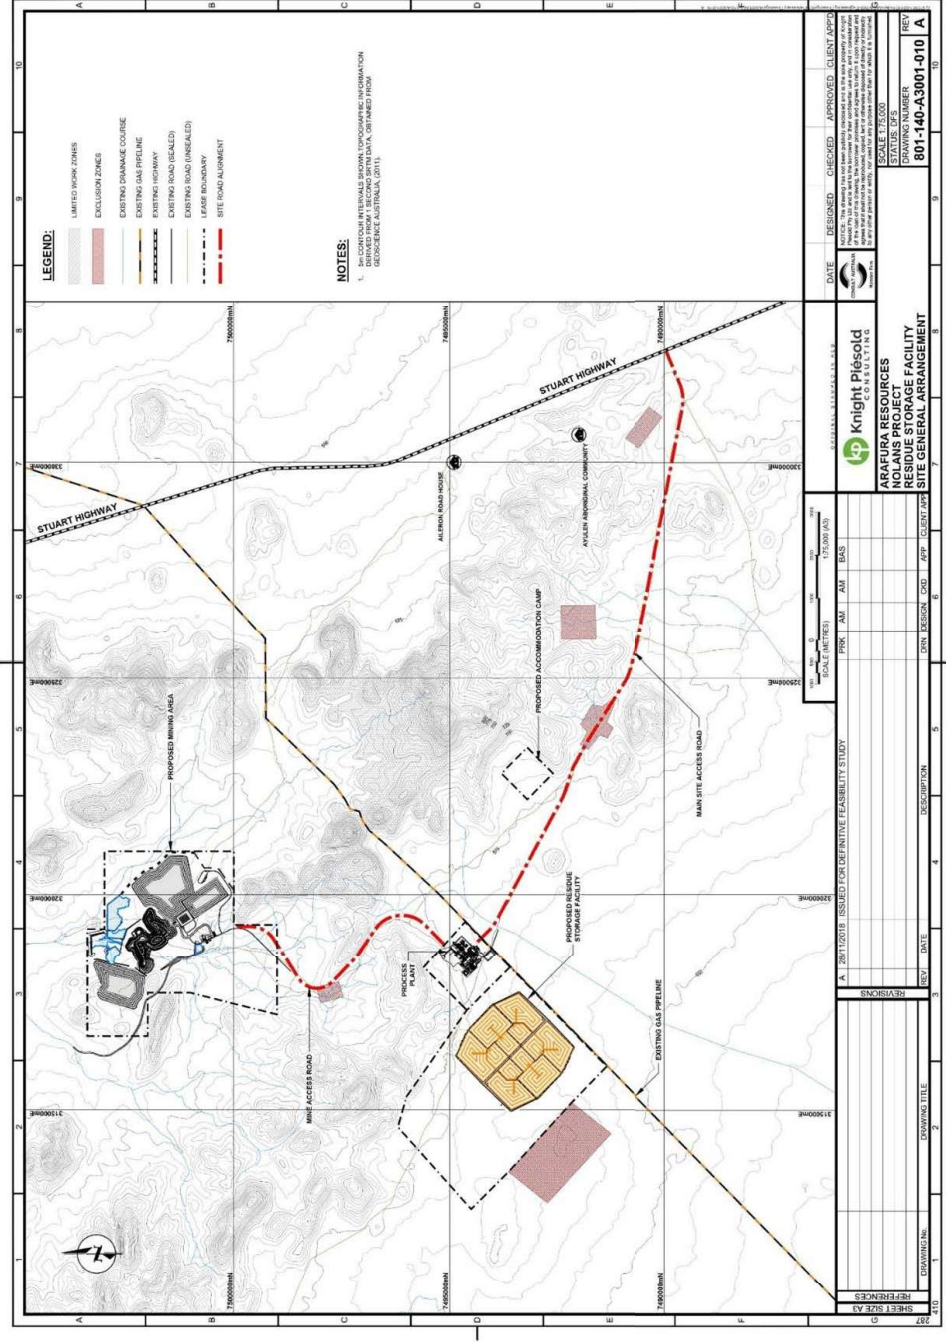 LEGEND:
LIMITED WORK ZONES
EXCLUSION ZONES
EXISTING DRAINAGE COURSE
EXISTING GAS PIPELINE
EXISTING HIGHWAY
EXISTING ROAD (SEALED)
EXISTING ROAD (UNSEALED)
LEASE BOUNDARY
SITE ROAD ALIGNMENT
NOTES:
1. 5m CONTOUR INTERVALS SHOWN. TOPOGRAPHIC INFORMATION
DERIVED FROM 1 SECOND SRTM DATA, OBTAINED FROM
GEOSCIENCE AUSTRALIA, (2011).
STUART HIGHWAY
STUART HIGHWAY
PROPOSED MINING AREA
AILERON ROAD HOUSE
PROPOSED ACCOMMODATION CAMP
MAIN SITE ACCESS ROAD
PROCESS
PLANT
PROPOSED RESIDUE
STORAGE FACILITY
MINE ACCESS ROAD
EXISTING GAS PIPELINE
7500000mN
7495000mN
7490000mN
7500000mN
7495000mN
7490000mN
330000mE
325000mE
320000mE
315000mE
330000mE
325000mE
320000mE
315000mE
SCALE (METRES)
1:75,000 (A3)
A 28/11/2018 ISSUED FOR DEFINITIVE FEASIBILITY STUDY PRK AM AM BAS
REV DATE DESCRIPTION DRN DESIGN CKD APP CLIENT APP
REVISIONS
DRAWING No. DRAWING TITLE
REFERENCES
SHEET SIZE A3
Knight Piésold
CONSULTING
ARAFURA RESOURCES
NOLANS PROJECT
RESIDUE STORAGE FACILITY
SITE GENERAL ARRANGEMENT
DATE DESIGNED CHECKED APPROVED CLIENT APP'D
SCALE 1:75,000
STATUS: DFS
DRAWING NUMBER REV
801-140-A3001-010 A